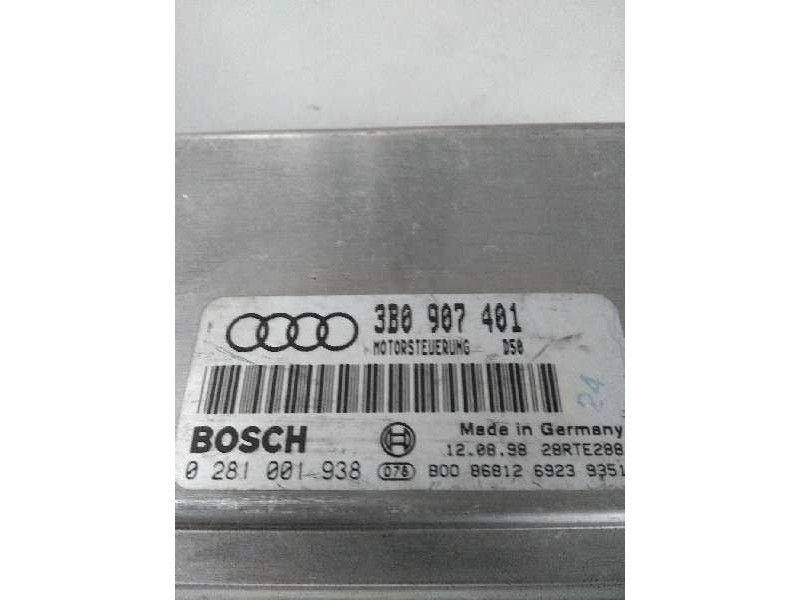 3B0 907 401
MOTORSTEUERUNG D50
24
BOSCH
Made in Germany
12.08.98 28RTE288
0 281 001 938 078 B00 86812 6923 9351